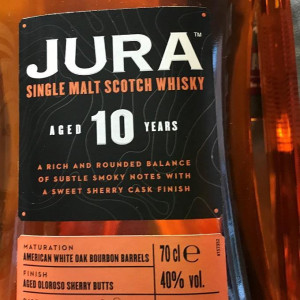 JURA™
SINGLE MALT SCOTCH WHISKY
AGED 10 YEARS
A RICH AND ROUNDED BALANCE
OF SUBTLE SMOKY NOTES WITH
A SWEET SHERRY CASK FINISH
MATURATION
AMERICAN WHITE OAK BOURBON BARRELS
FINISH
AGED OLOROSO SHERRY BUTTS
70 cl ℮
40% vol.